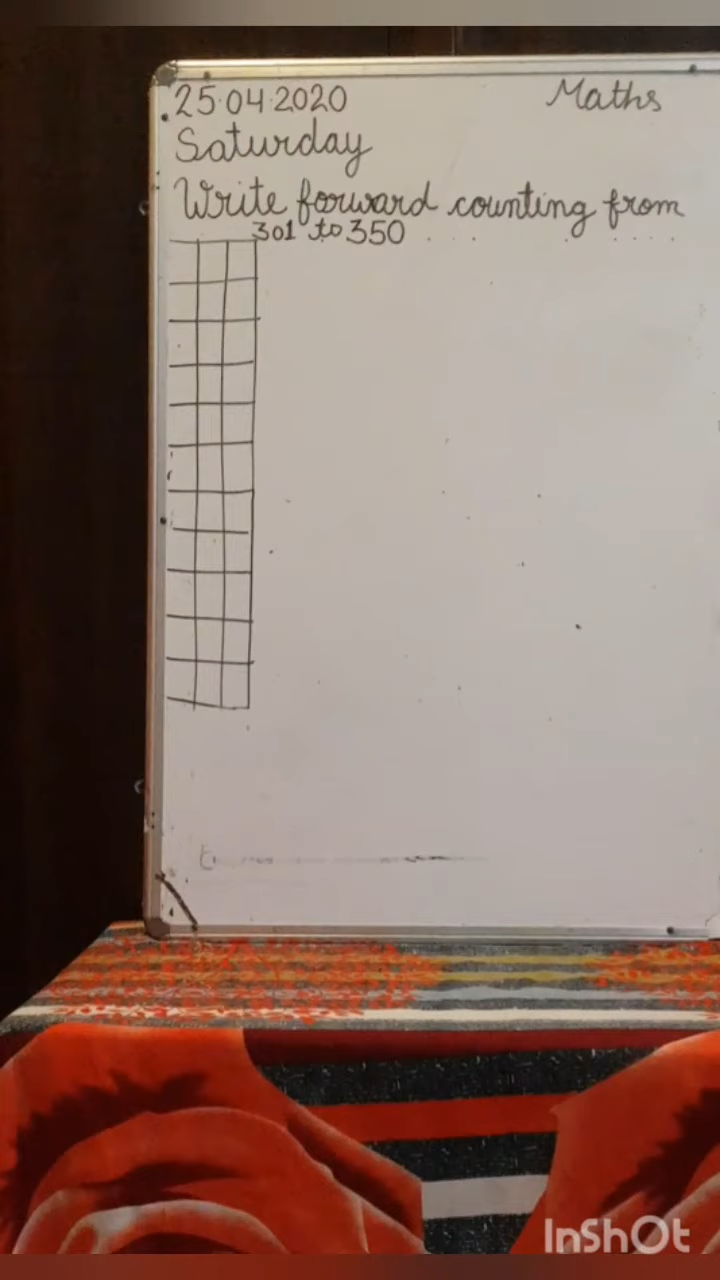 25.04.2020 Maths
Saturday
Write forward counting from
301 to 350
InShOt